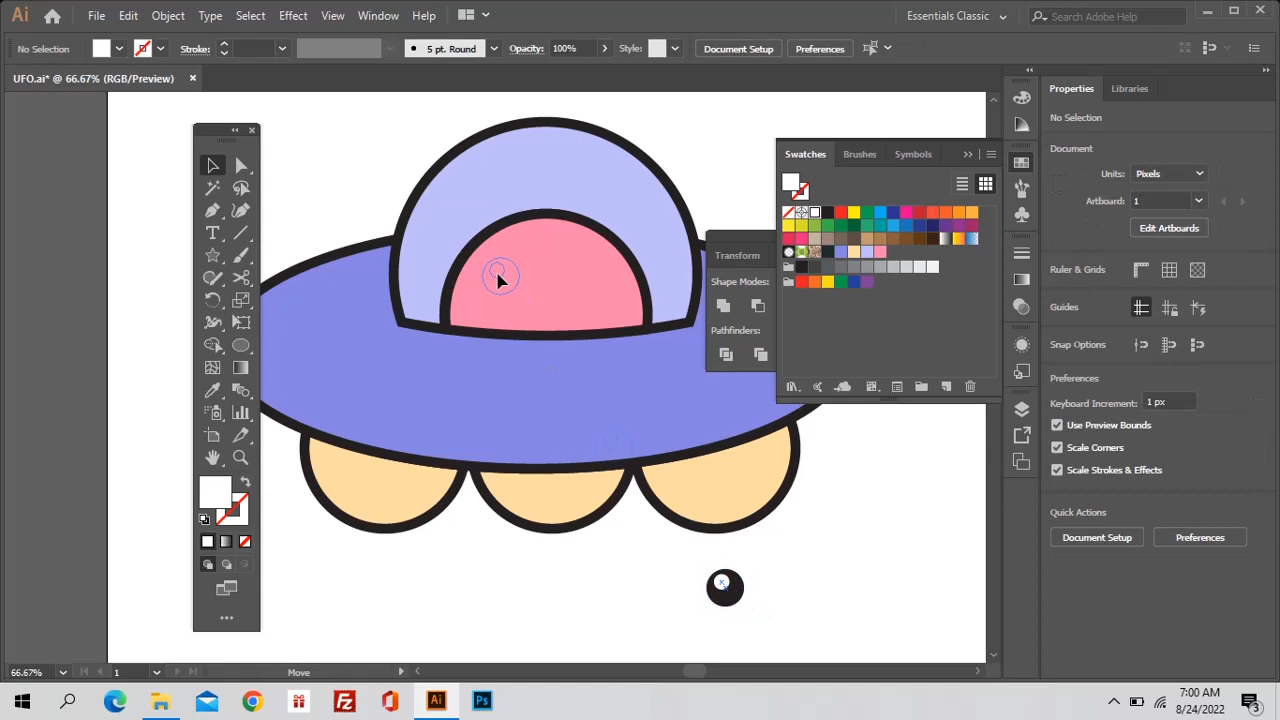 Ai File Edit Object Type Select Effect View Window Help Essentials Classic Search Adobe Help
No Selection Stroke: 5 pt. Round Opacity: 100% Style: Document Setup Preferences
UFO.ai* @ 66.67% (RGB/Preview)
Properties Libraries
No Selection
Document
Units: Pixels
Artboard: 1
Edit Artboards
Ruler & Grids
Guides
Snap Options
Preferences
Keyboard Increment: 1 px
Use Preview Bounds
Scale Corners
Scale Strokes & Effects
Quick Actions
Document Setup Preferences
Swatches Brushes Symbols
Transform
Shape Modes:
Pathfinders:
66.67% 1 Move
Fz Ai Ps
7:00 AM
8/24/2022
3